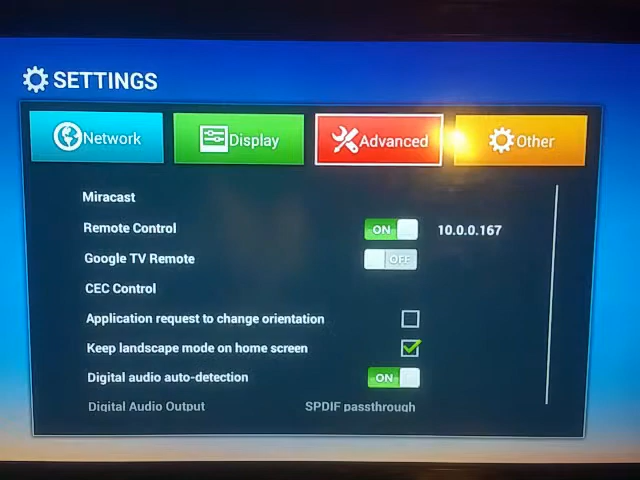 SETTINGS
Network Display Advanced Other
Miracast
Remote Control ON 10.0.0.167
Google TV Remote OFF
CEC Control
Application request to change orientation
Keep landscape mode on home screen
Digital audio auto-detection ON
Digital Audio Output SPDIF passthrough